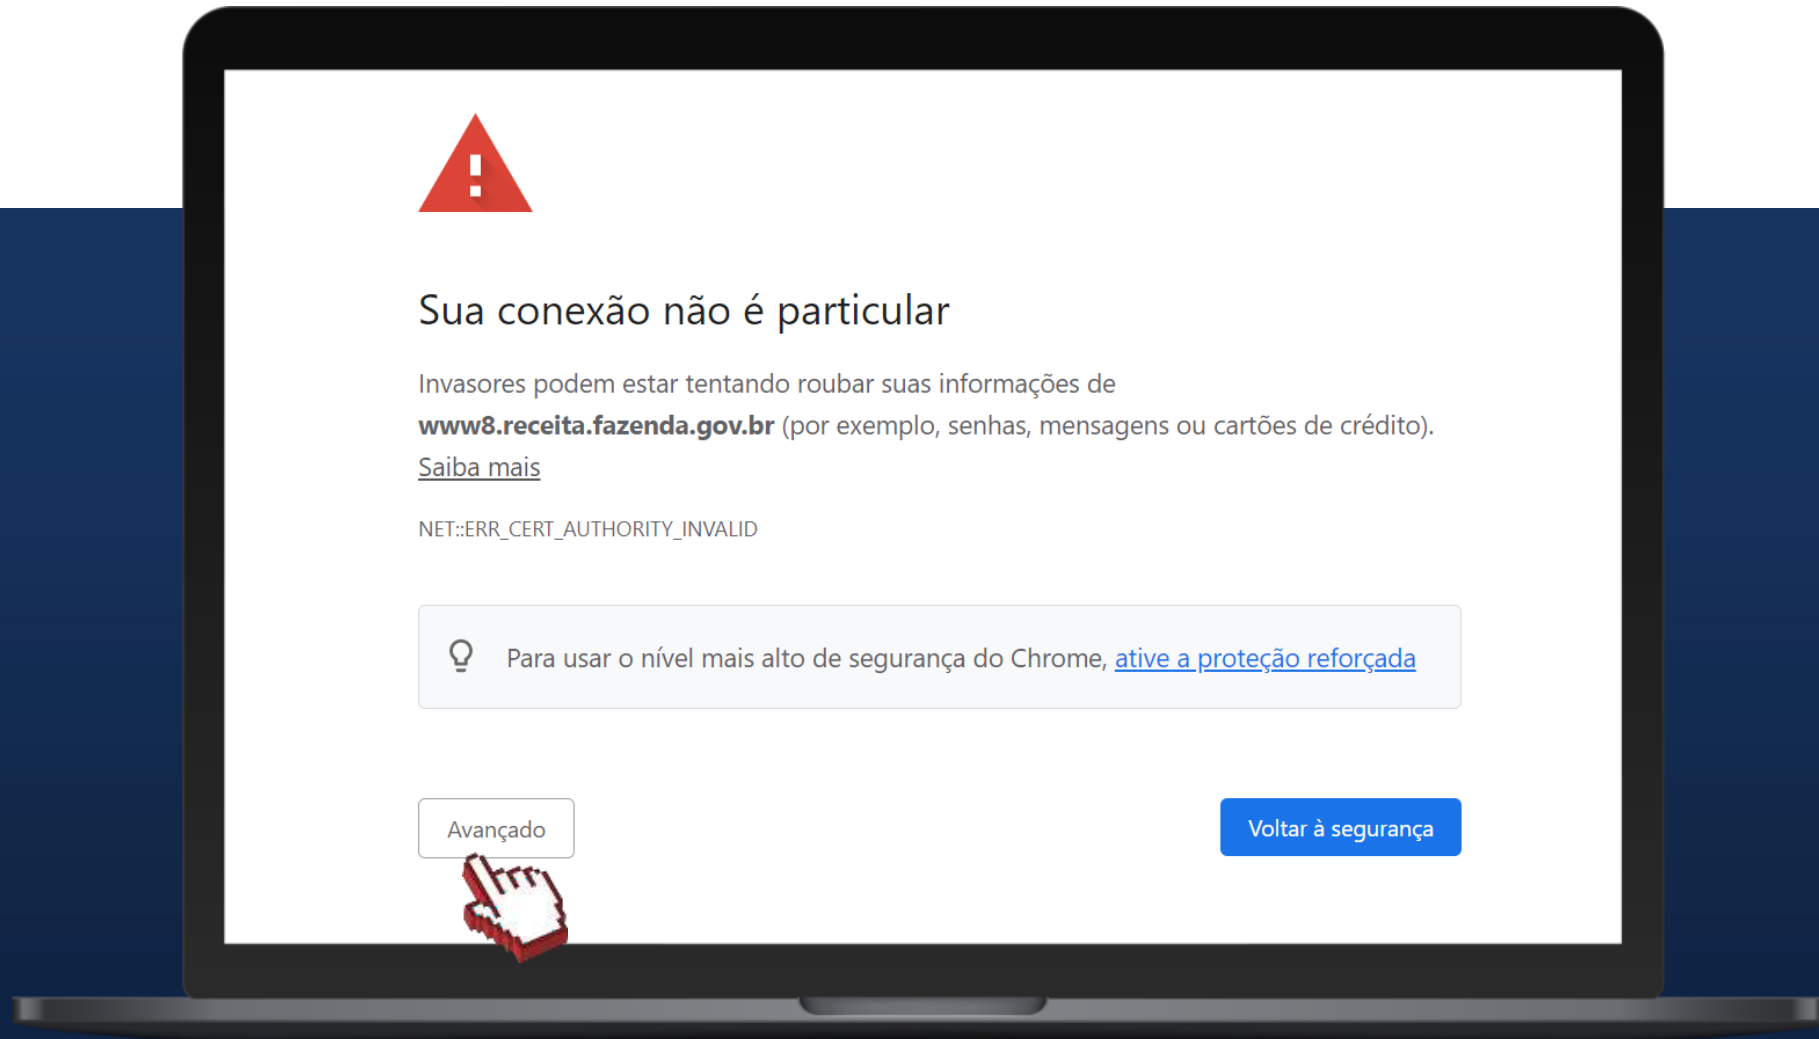 Sua conexão não é particular
Invasores podem estar tentando roubar suas informações de
www8.receita.fazenda.gov.br (por exemplo, senhas, mensagens ou cartões de crédito).
Saiba mais
NET::ERR_CERT_AUTHORITY_INVALID
Para usar o nível mais alto de segurança do Chrome, ative a proteção reforçada
Avançado
Voltar à segurança